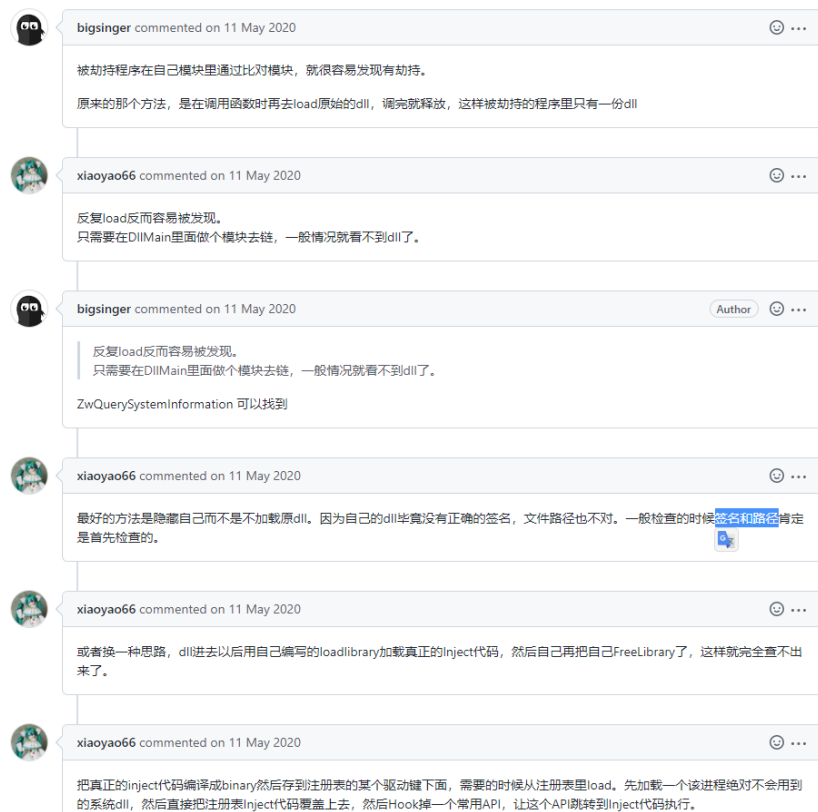 bigsinger commented on 11 May 2020
被劫持程序在自己模块里通过比对模块，就很容易发现有劫持。
原来的那个方法，是在调用函数时再去load原始的dll，调完就释放，这样被劫持的程序里只有一份dll
xiaoyao66 commented on 11 May 2020
反复load反而容易被发现。
只需要在DllMain里面做个模块去链，一般情况就看不到dll了。
bigsinger commented on 11 May 2020 Author
反复load反而容易被发现。
只需要在DllMain里面做个模块去链，一般情况就看不到dll了。
ZwQuerySystemInformation 可以找到
xiaoyao66 commented on 11 May 2020
最好的方法是隐藏自己而不是不加载原dll。因为自己的dll毕竟没有正确的签名，文件路径也不对。一般检查的时候签名和路径肯定
是首先检查的。
xiaoyao66 commented on 11 May 2020
或者换一种思路，dll进去以后用自己编写的loadlibrary加载真正的Inject代码，然后自己再把自己FreeLibrary了，这样就完全查不出
来了。
xiaoyao66 commented on 11 May 2020
把真正的inject代码编译成binary然后存到注册表的某个驱动键下面，需要的时候从注册表里load。先加载一个该进程绝对不会用到
的系统dll，然后直接把注册表Inject代码覆盖上去，然后Hook掉一个常用API，让这个API跳转到Inject代码执行。